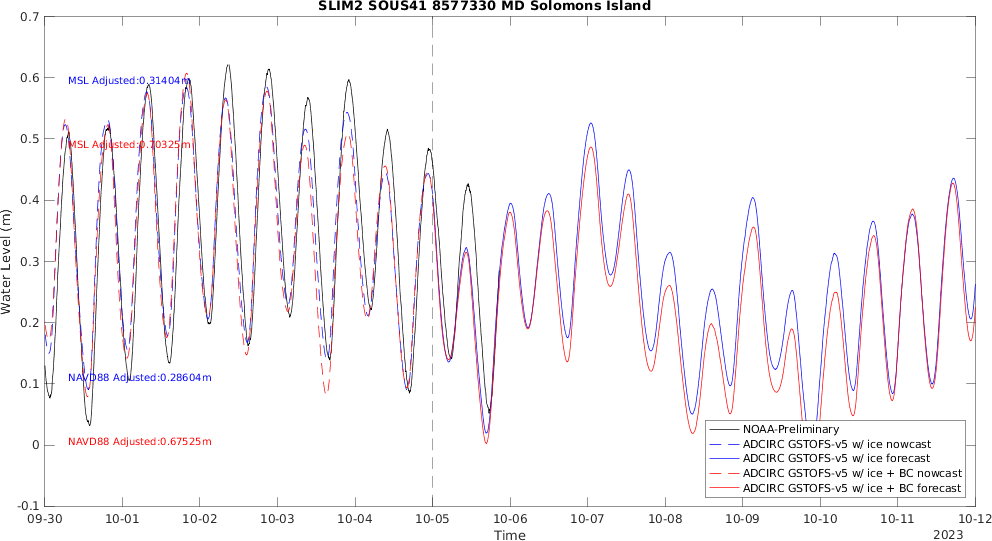 SLIM2 SOUS41 8577330 MD Solomons Island
0.7
0.6
0.5
0.4
0.3
0.2
0.1
0
-0.1
Water Level (m)
MSL Adjusted:0.31404m
MSL Adjusted:0.70325m
NAVD88 Adjusted:0.28604m
NAVD88 Adjusted:0.67525m
NOAA-Preliminary
ADCIRC GSTOFS-v5 w/ ice nowcast
ADCIRC GSTOFS-v5 w/ ice forecast
ADCIRC GSTOFS-v5 w/ ice + BC nowcast
ADCIRC GSTOFS-v5 w/ ice + BC forecast
09-30 10-01 10-02 10-03 10-04 10-05 10-06 10-07 10-08 10-09 10-10 10-11 10-12
Time
2023